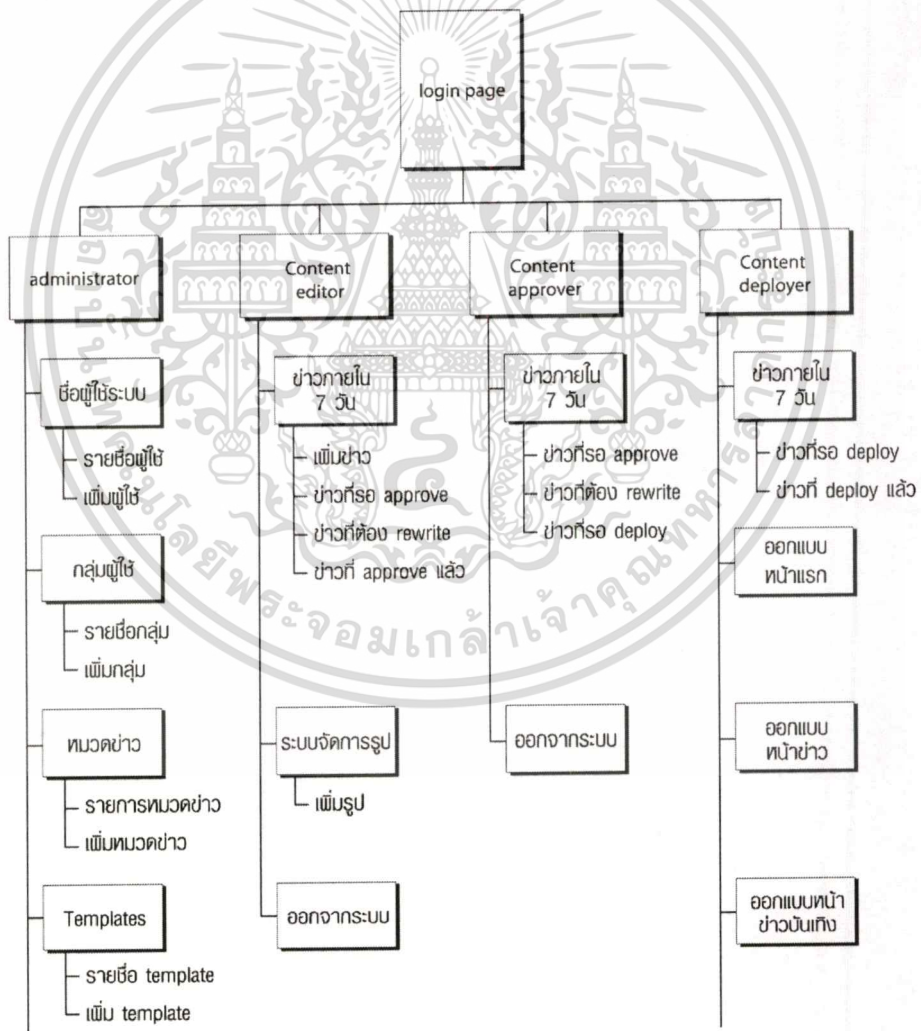 login page
administrator
ชื่อผู้ใช้ระบบ
รายชื่อผู้ใช้
เพิ่มผู้ใช้
กลุ่มผู้ใช้
รายชื่อกลุ่ม
เพิ่มกลุ่ม
หมวดข่าว
รายการหมวดข่าว
เพิ่มหมวดข่าว
Templates
รายชื่อ template
เพิ่ม template
Content
editor
ข่าวภายใน
7 วัน
เพิ่มข่าว
ข่าวที่รอ approve
ข่าวที่ต้อง rewrite
ข่าวที่ approve แล้ว
ระบบจัดการรูป
เพิ่มรูป
ออกจากระบบ
Content
approver
ข่าวภายใน
7 วัน
ข่าวที่รอ approve
ข่าวที่ต้อง rewrite
ข่าวที่รอ deploy
ออกจากระบบ
Content
deployer
ข่าวภายใน
7 วัน
ข่าวที่รอ deploy
ข่าวที่ deploy แล้ว
ออกแบบ
หน้าแรก
ออกแบบ
หน้าข่าว
ออกแบบหน้า
ข่าวบันเทิง